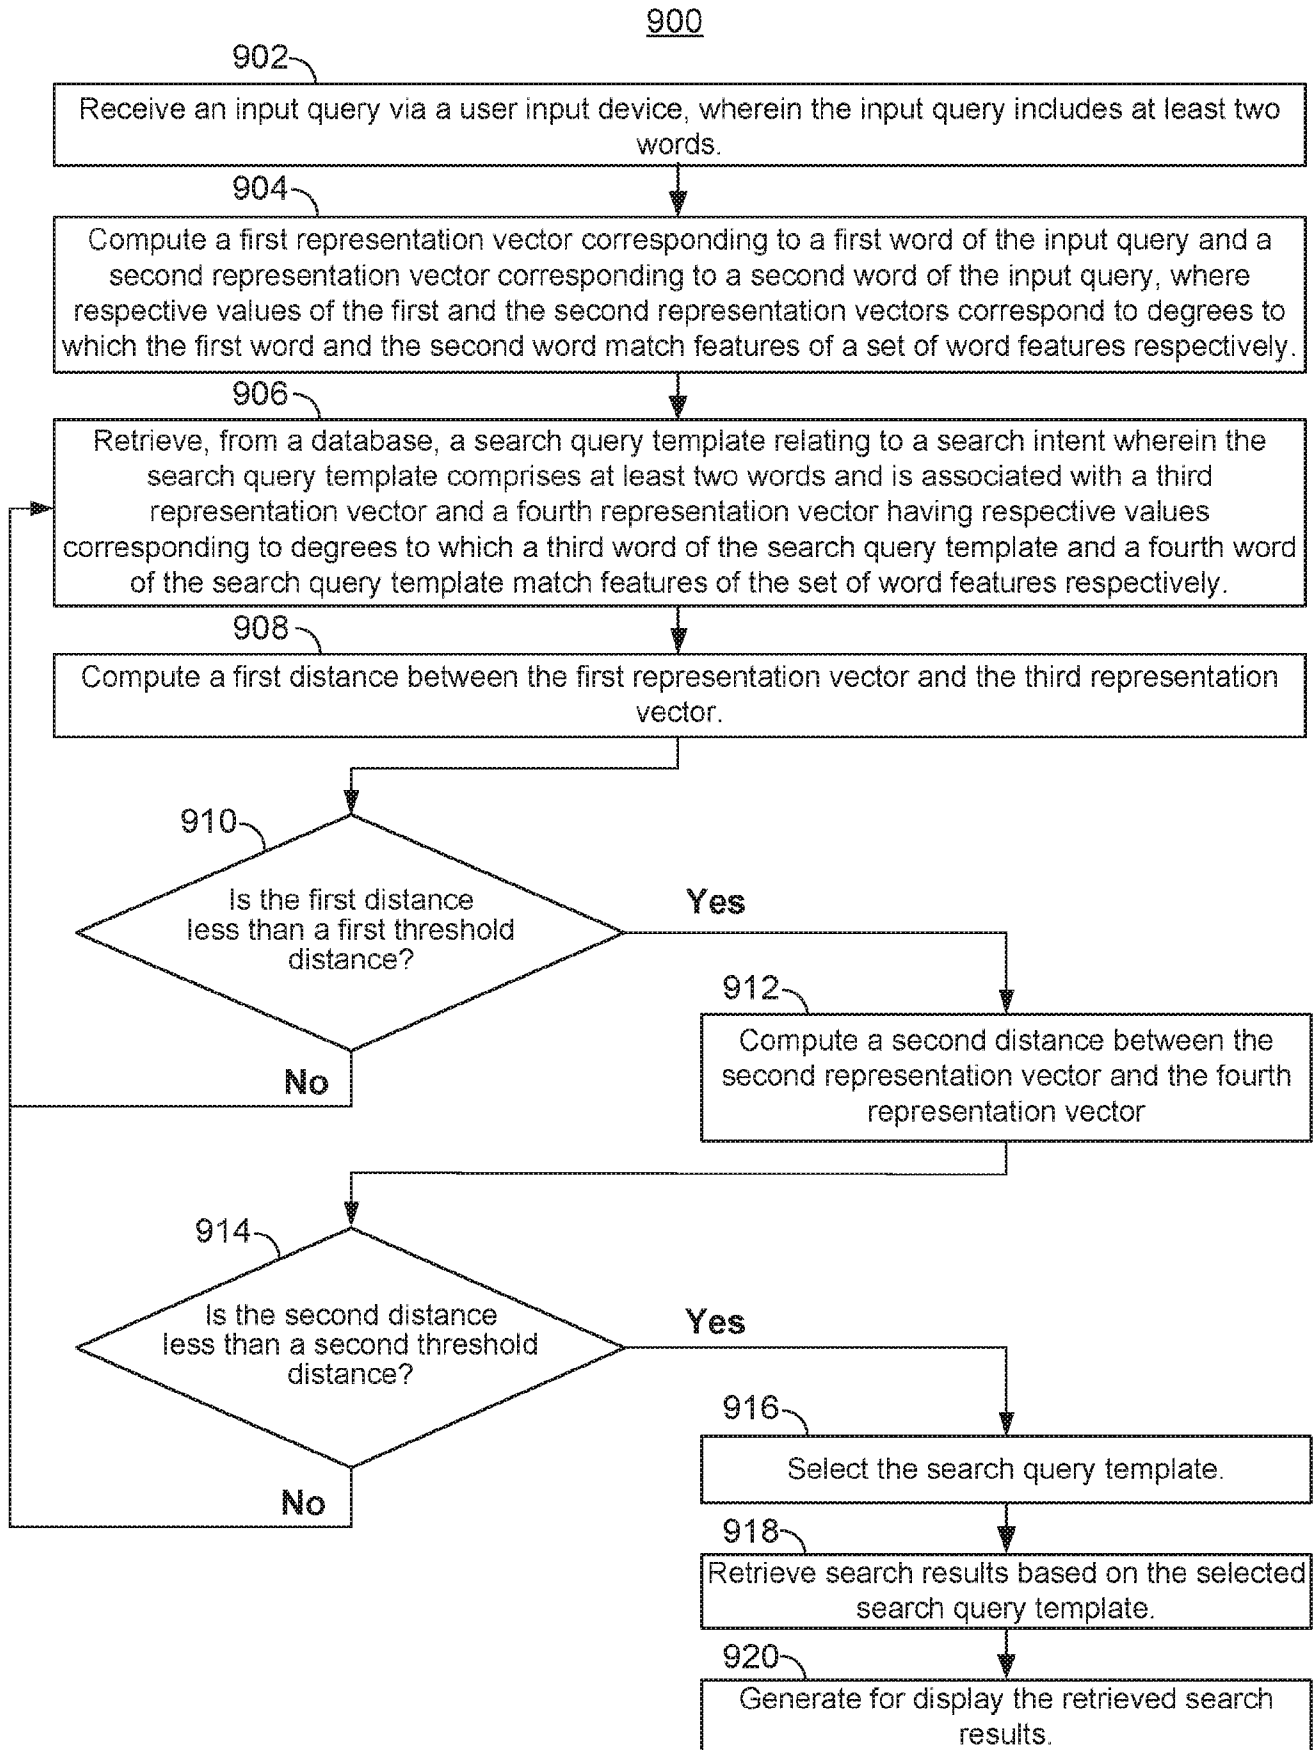 900
902
Receive an input query via a user input device, wherein the input query includes at least two
words.
904
Compute a first representation vector corresponding to a first word of the input query and a
second representation vector corresponding to a second word of the input query, where
respective values of the first and the second representation vectors correspond to degrees to
which the first word and the second word match features of a set of word features respectively.
906
Retrieve, from a database, a search query template relating to a search intent wherein the
search query template comprises at least two words and is associated with a third
representation vector and a fourth representation vector having respective values
corresponding to degrees to which a third word of the search query template and a fourth word
of the search query template match features of the set of word features respectively.
908
Compute a first distance between the first representation vector and the third representation
vector.
910
Is the first distance
less than a first threshold
distance?
Yes
No
912
Compute a second distance between the
second representation vector and the fourth
representation vector
914
Is the second distance
less than a second threshold
distance?
Yes
No
916
Select the search query template.
918
Retrieve search results based on the selected
search query template.
920
Generate for display the retrieved search
results.